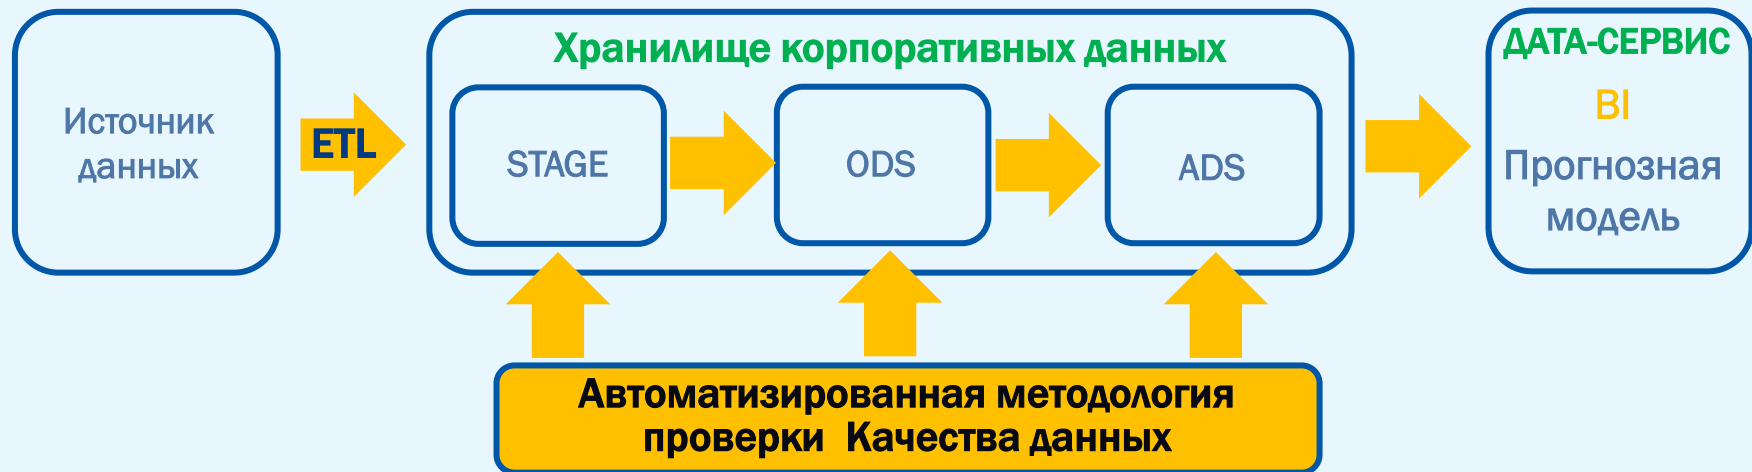 Источник
данных
ETL
Хранилище корпоративных данных
STAGE
ODS
ADS
ДАТА-СЕРВИС
BI
Прогнозная
модель
Автоматизированная методология
проверки  Качества данных